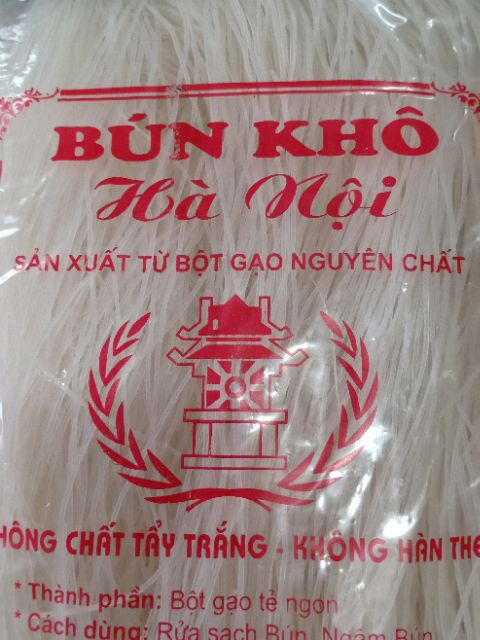 BÚN KHÔ
Hà Nội
SẢN XUẤT TỪ BỘT GẠO NGUYÊN CHẤT
HÔNG CHẤT TẨY TRẮNG - KHÔNG HÀN THE
* Thành phần: Bột gạo tẻ ngon
* Cách dùng: Rửa sạch Bún, Ngâm Bún